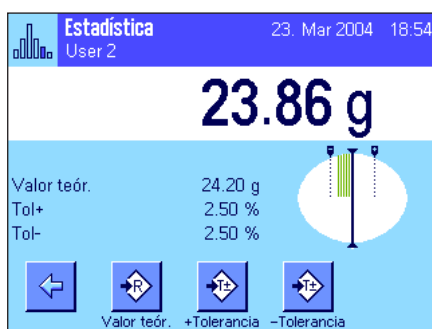 Estadística 23. Mar 2004 18:54
User 2
23.86 g
Valor teór. 24.20 g
Tol+ 2.50 %
Tol- 2.50 %
R T± T±
Valor teór. +Tolerancia −Tolerancia